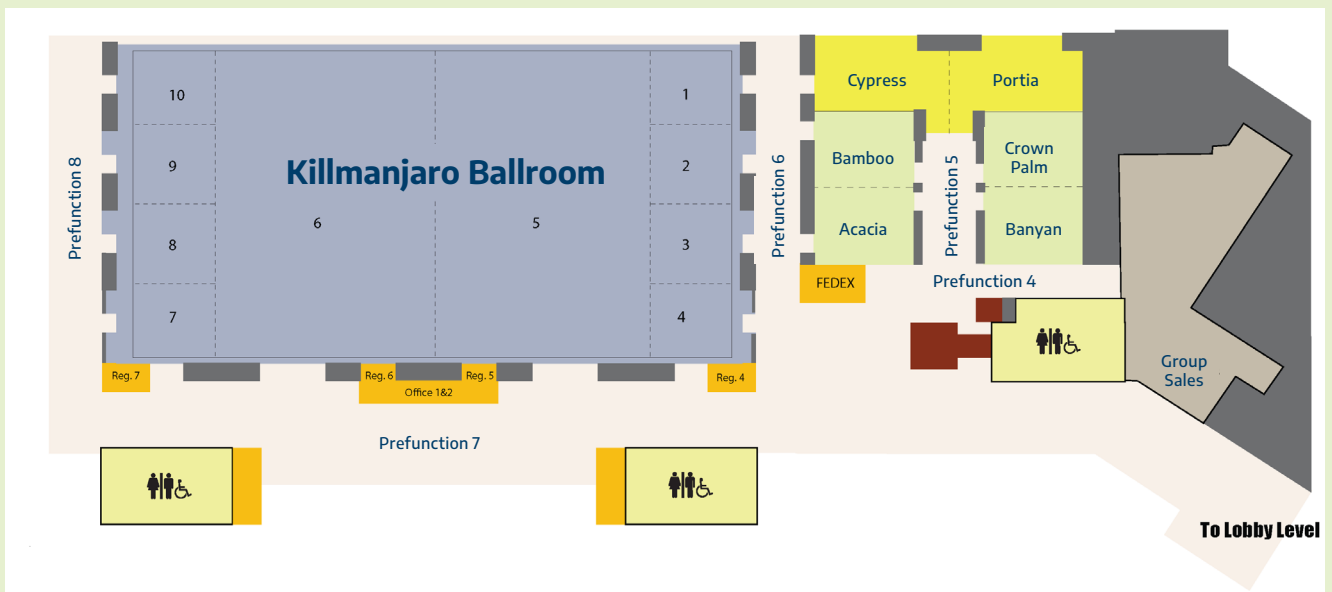 Cypress
Portia
10
1
Killmanjaro Ballroom
9
2
Bamboo
Crown
Palm
Prefunction 8
Prefunction 6
Prefunction 5
6
5
8
3
Acacia
Banyan
FEDEX
Prefunction 4
7
4
Group
Sales
Reg. 7
Reg. 6
Reg. 5
Reg. 4
Office 1&2
Prefunction 7
To Lobby Level